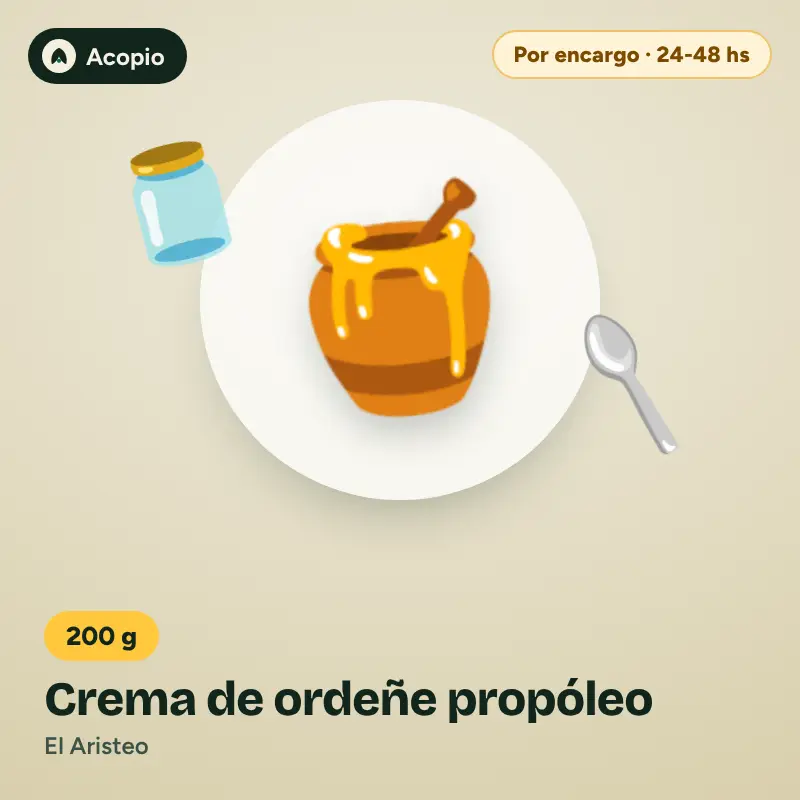 Acopio
Por encargo · 24-48 hs
200 g
Crema de ordeñe propóleo
El Aristeo